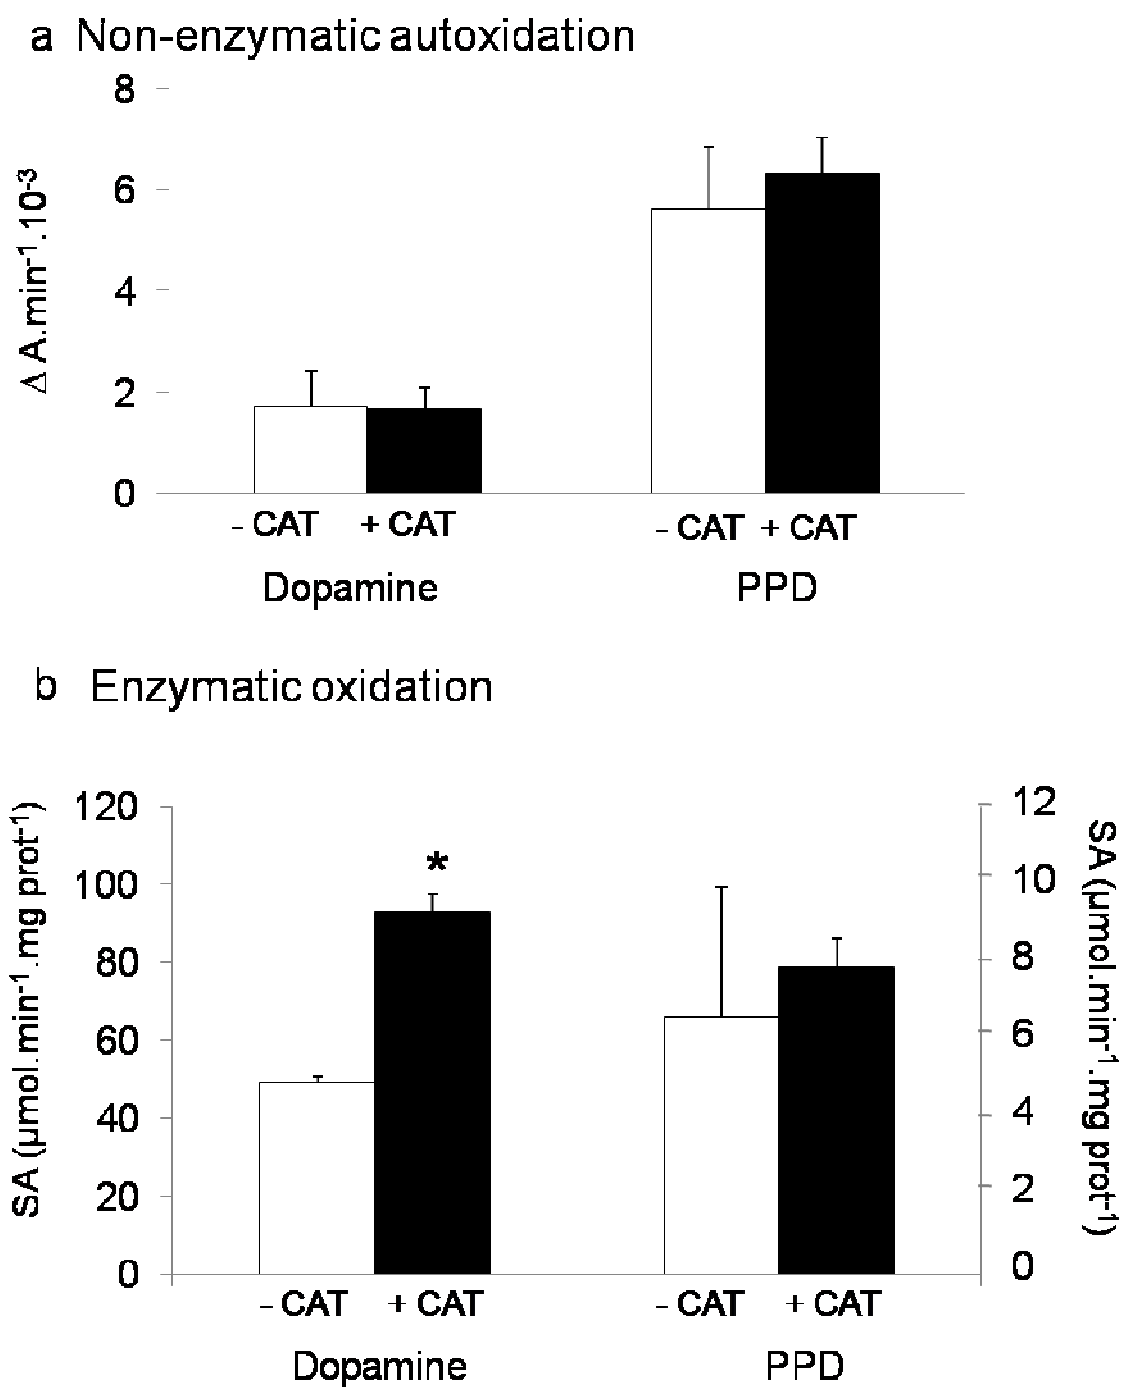 a Non-enzymatic autoxidation
8
6
4
2
0
Δ A.min⁻¹.10⁻³
- CAT + CAT - CAT + CAT
Dopamine PPD
b Enzymatic oxidation
120
100
80
60
40
20
0
SA (µmol.min⁻¹.mg prot⁻¹)
*
12
10
8
6
4
2
0
SA (µmol.min⁻¹.mg prot⁻¹)
- CAT + CAT - CAT + CAT
Dopamine PPD